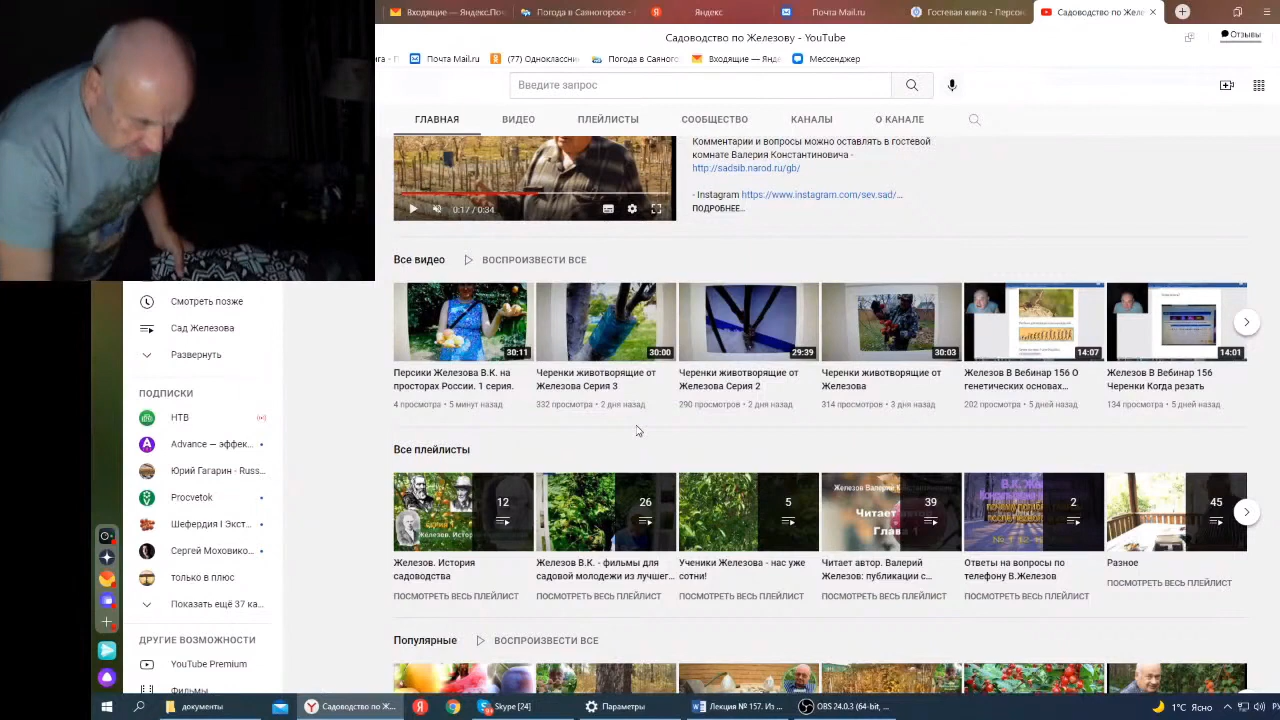 Входящие — Яндекс.По
Погода в Саяногорске -
Яндекс
Почта Mail.ru
Гостевая книга - Персон
Садоводство по Желе
Садоводство по Железову - YouTube
Отзывы
Почта Mail.ru
(77) Одноклассни
Погода в Саяного
Входящие — Янде
Мессенджер
Введите запрос
ГЛАВНАЯ
ВИДЕО
ПЛЕЙЛИСТЫ
СООБЩЕСТВО
КАНАЛЫ
О КАНАЛЕ
Комментарии и вопросы можно оставлять в гостевой
комнате Валерия Константиновича -
http://sadsib.narod.ru/gb/
- Instagram https://www.instagram.com/sev.sad/...
ПОДРОБНЕЕ...
0:17 / 0:34
Все видео
ВОСПРОИЗВЕСТИ ВСЕ
30:11
30:00
29:39
30:03
14:07
14:01
Персики Железова В.К. на
просторах России. 1 серия.
4 просмотра • 5 минут назад
Черенки животворящие от
Железова Серия 3
332 просмотра • 2 дня назад
Черенки животворящие от
Железова Серия 2
290 просмотров • 2 дня назад
Черенки животворящие от
Железова
314 просмотров • 3 дня назад
Железов В Вебинар 156 О
генетических основах...
202 просмотра • 5 дней назад
Железов В Вебинар 156
Черенки Когда резать
134 просмотра • 5 дней назад
Все плейлисты
12
26
5
Железов Валерий Конст
Читает авто
Глава 1
39
2
45
Железов. История
садоводства
ПОСМОТРЕТЬ ВЕСЬ ПЛЕЙЛИСТ
Железов В.К. - фильмы для
садовой молодежи из лучшег...
ПОСМОТРЕТЬ ВЕСЬ ПЛЕЙЛИСТ
Ученики Железова - нас уже
сотни!
ПОСМОТРЕТЬ ВЕСЬ ПЛЕЙЛИСТ
Читает автор. Валерий
Железов: публикации с...
ПОСМОТРЕТЬ ВЕСЬ ПЛЕЙЛИСТ
Ответы на вопросы по
телефону В.Железов
ПОСМОТРЕТЬ ВЕСЬ ПЛЕЙЛИСТ
Разное
ПОСМОТРЕТЬ ВЕСЬ ПЛЕЙЛИСТ
Популярные
ВОСПРОИЗВЕСТИ ВСЕ
Смотреть позже
Сад Железова
Развернуть
ПОДПИСКИ
НТВ
Advance — эффек...
Юрий Гагарин - Russ...
Procvetok
Шефердия I Экст...
Сергей Моховико...
только в плюс
Показать ещё 37 ка...
ДРУГИЕ ВОЗМОЖНОСТИ
YouTube Premium
Фильмы
документы
Садоводство по Ж...
Skype [24]
Параметры
Лекция № 157. Из ...
OBS 24.0.3 (64-bit, ...
1°C Ясно